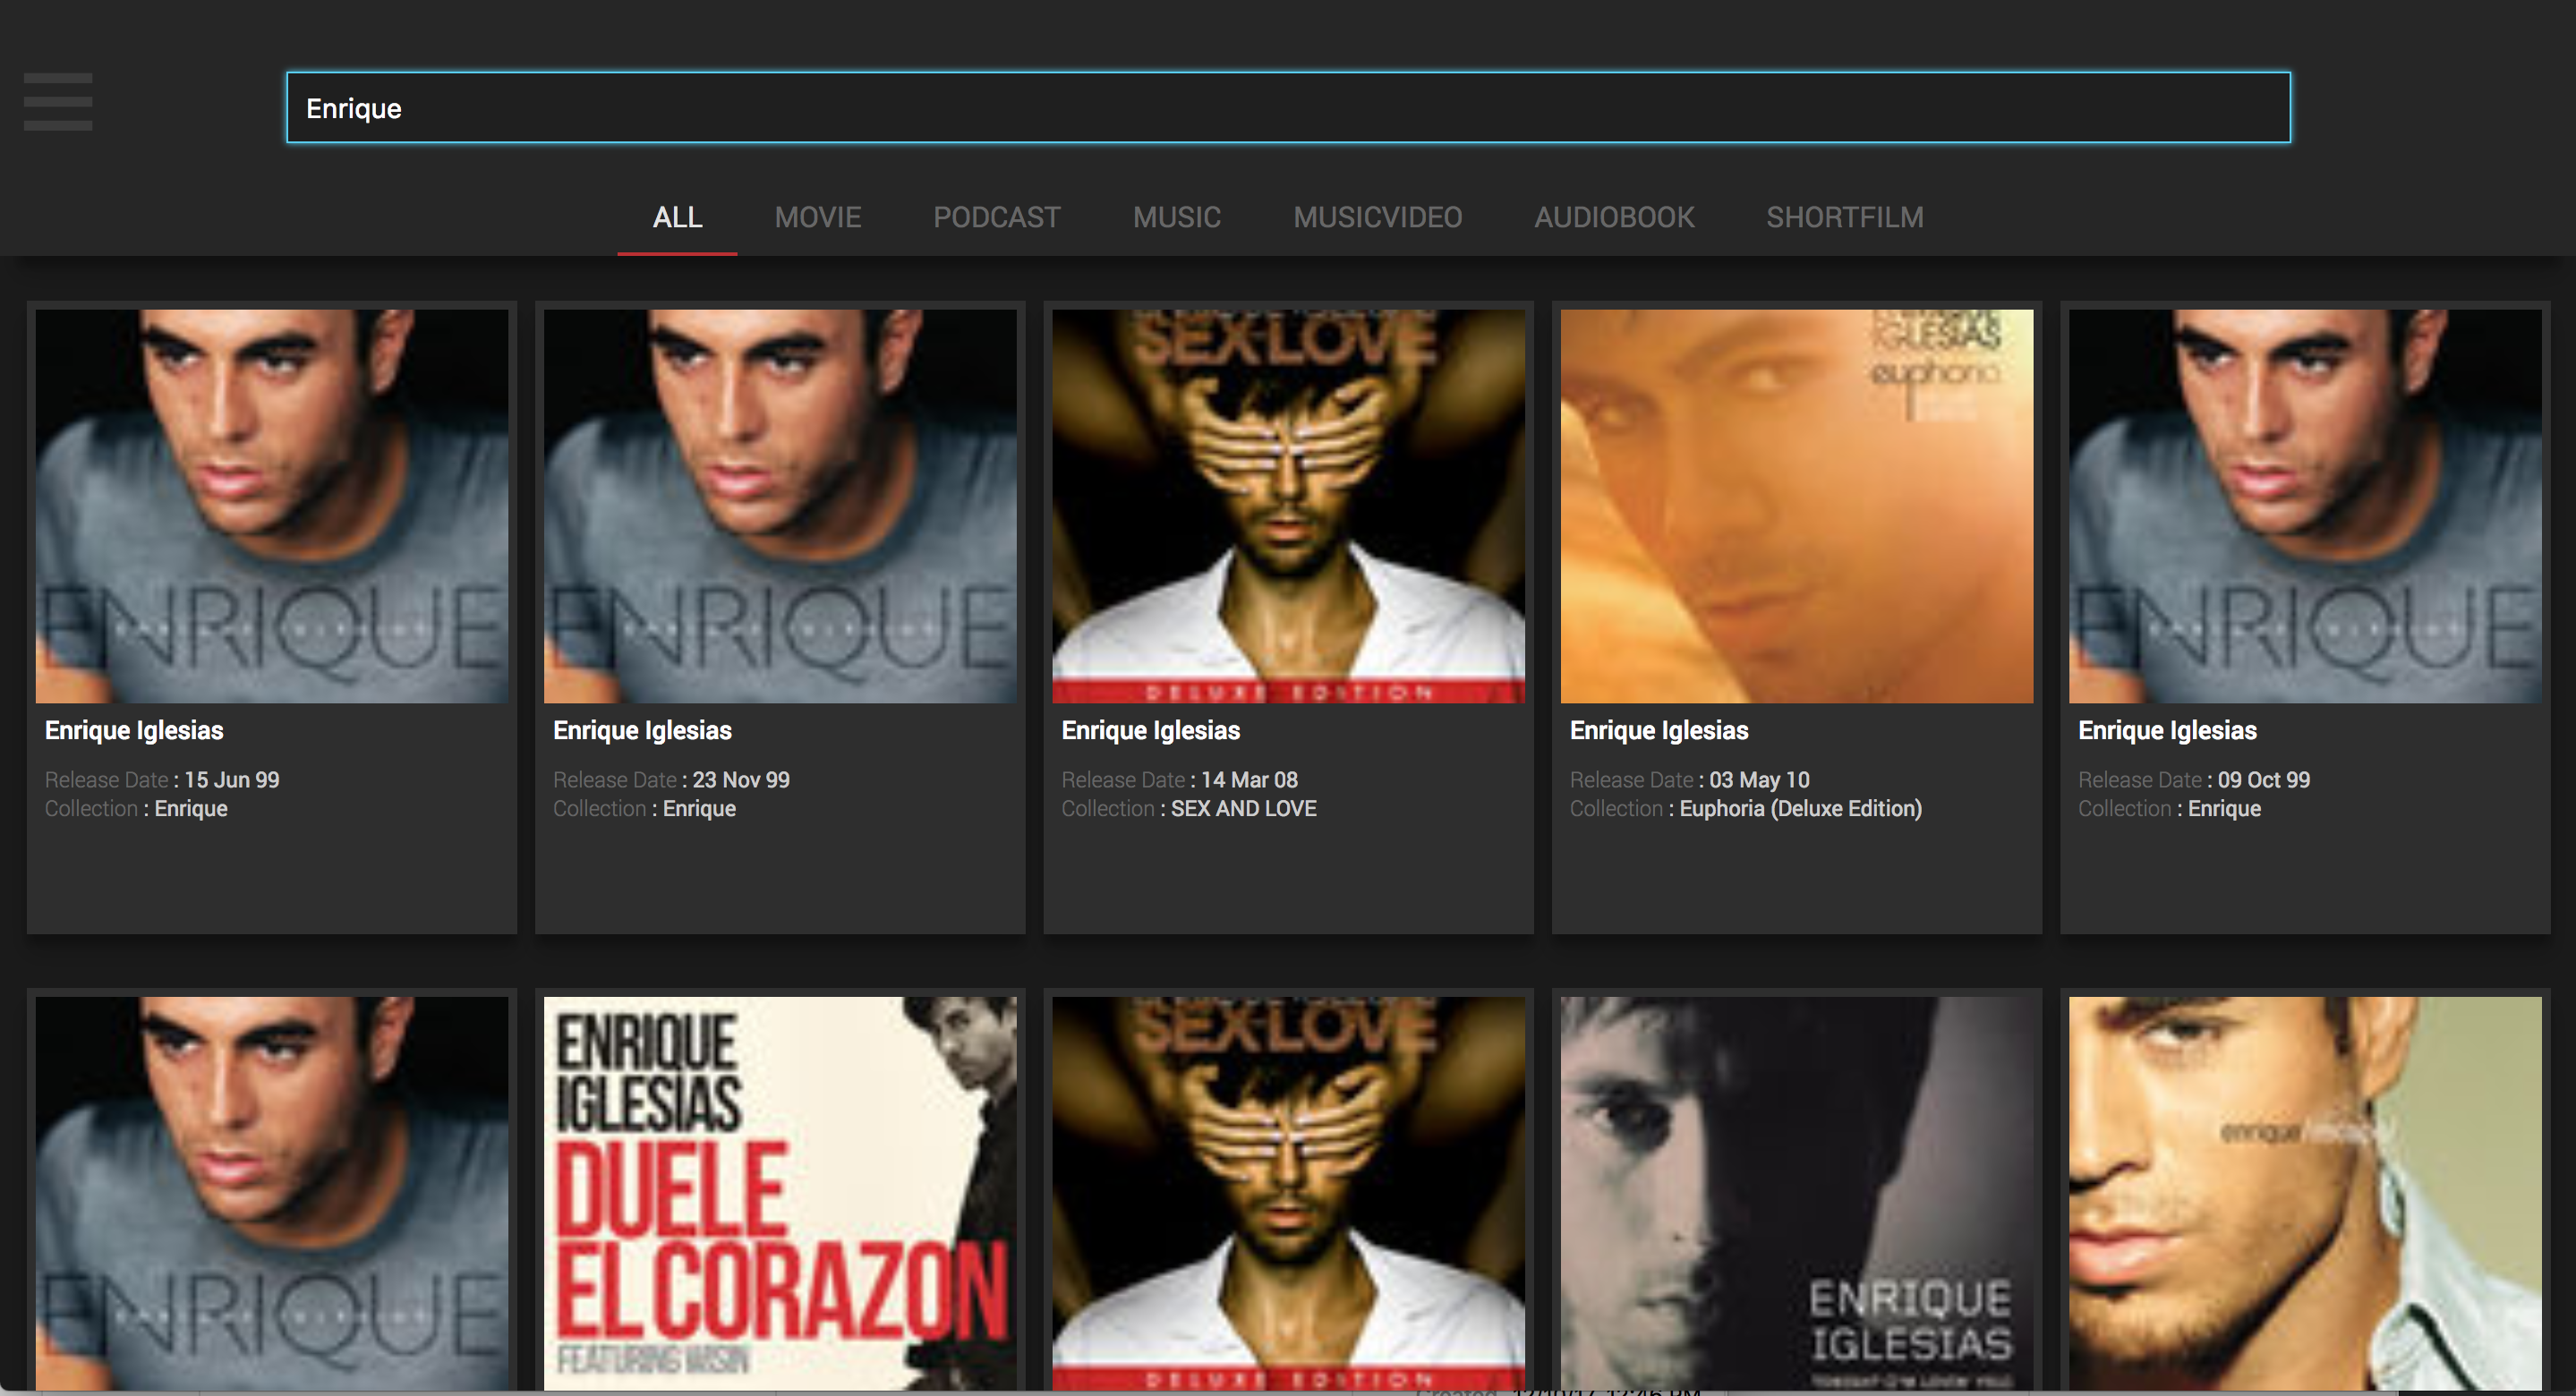 Enrique
ALL MOVIE PODCAST MUSIC MUSICVIDEO AUDIOBOOK SHORTFILM
ENRIQUE
ENRIQUE
SEX LOVE
DELUXE EDITION
IGLESIAS
euphoria
ENRIQUE
Enrique Iglesias
Release Date : 15 Jun 99
Collection : Enrique
Enrique Iglesias
Release Date : 23 Nov 99
Collection : Enrique
Enrique Iglesias
Release Date : 14 Mar 08
Collection : SEX AND LOVE
Enrique Iglesias
Release Date : 03 May 10
Collection : Euphoria (Deluxe Edition)
Enrique Iglesias
Release Date : 09 Oct 99
Collection : Enrique
ENRIQUE
ENRIQUE
IGLESIAS
DUELE
EL CORAZON
FEATURING WISIN
SEX LOVE
DELUXE EDITION
ENRIQUE
IGLESIAS
enrique